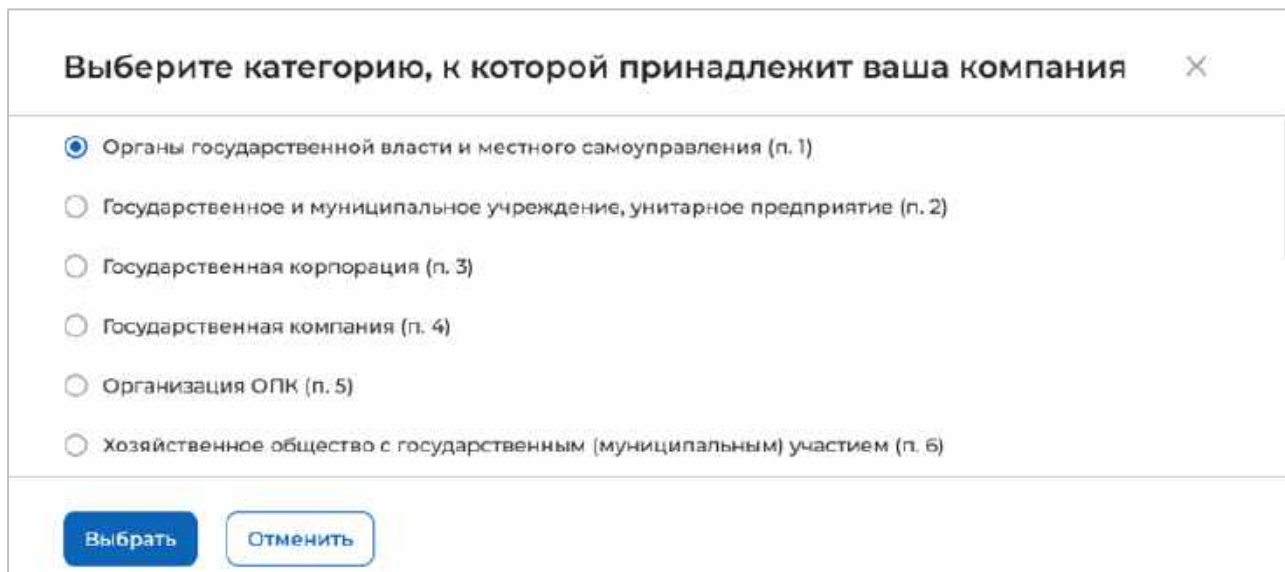 Выберите категорию, к которой принадлежит ваша компания
Органы государственной власти и местного самоуправления (п. 1)
Государственное и муниципальное учреждение, унитарное предприятие (п. 2)
Государственная корпорация (п. 3)
Государственная компания (п. 4)
Организация ОПК (п. 5)
Хозяйственное общество с государственным (муниципальным) участием (п. 6)
Выбрать Отменить